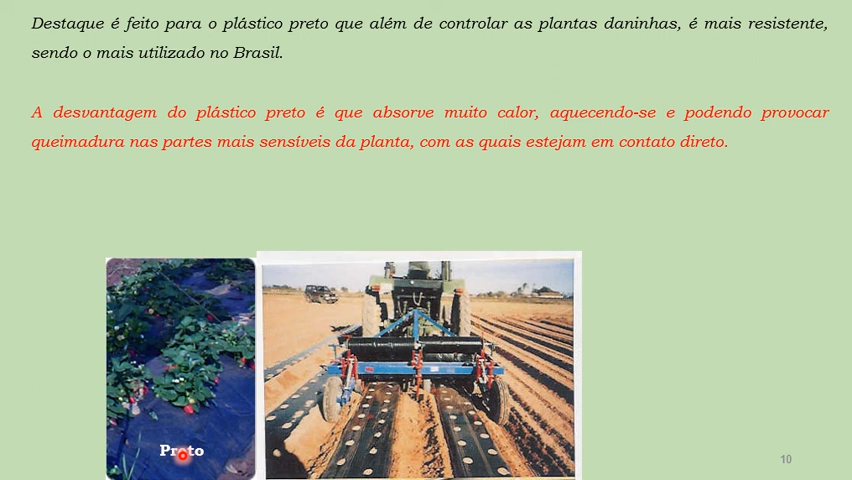 Destaque é feito para o plástico preto que além de controlar as plantas daninhas, é mais resistente,
sendo o mais utilizado no Brasil.
A desvantagem do plástico preto é que absorve muito calor, aquecendo-se e podendo provocar
queimadura nas partes mais sensíveis da planta, com as quais estejam em contato direto.
Preto
10